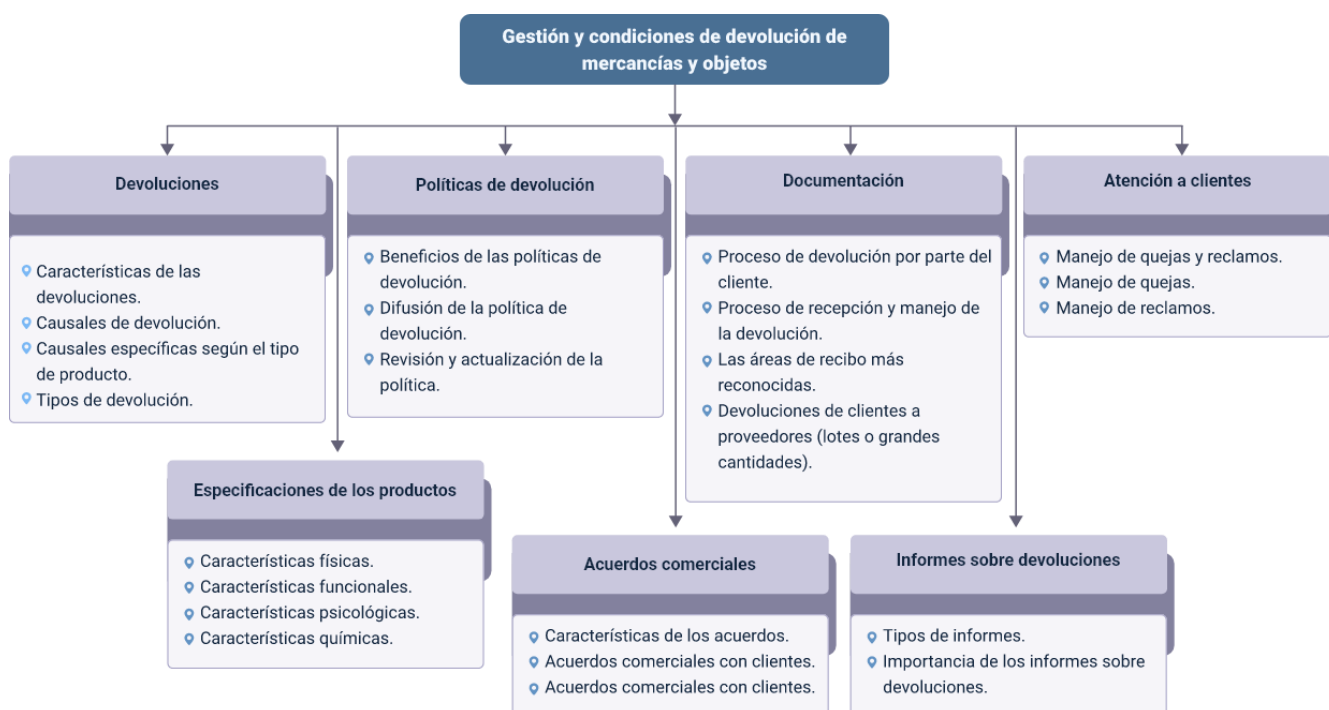 Gestión y condiciones de devolución de
mercancías y objetos
Devoluciones
Características de las
devoluciones.
Causales de devolución.
Causales específicas según el tipo
de producto.
Tipos de devolución.
Especificaciones de los productos
Características físicas.
Características funcionales.
Características psicológicas.
Características químicas.
Políticas de devolución
Beneficios de las políticas de
devolución.
Difusión de la política de
devolución.
Revisión y actualización de la
política.
Acuerdos comerciales
Características de los acuerdos.
Acuerdos comerciales con clientes.
Acuerdos comerciales con clientes.
Documentación
Proceso de devolución por parte del
cliente.
Proceso de recepción y manejo de
la devolución.
Las áreas de recibo más
reconocidas.
Devoluciones de clientes a
proveedores (lotes o grandes
cantidades).
Informes sobre devoluciones
Tipos de informes.
Importancia de los informes sobre
devoluciones.
Atención a clientes
Manejo de quejas y reclamos.
Manejo de quejas.
Manejo de reclamos.